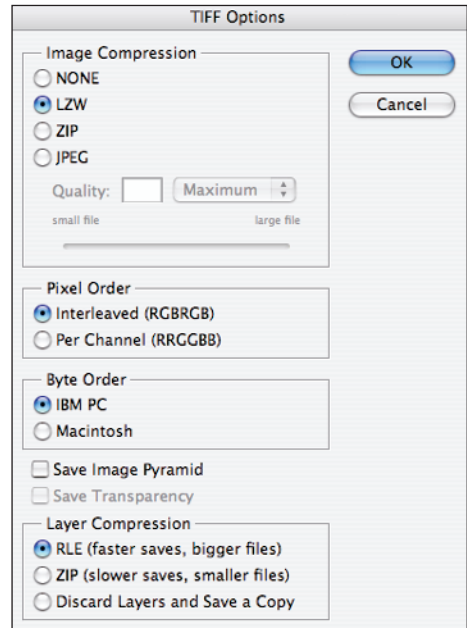 TIFF Options
Image Compression
NONE
LZW
ZIP
JPEG
Quality: Maximum
small file large file
OK
Cancel
Pixel Order
Interleaved (RGBRGB)
Per Channel (RRGGBB)
Byte Order
IBM PC
Macintosh
Save Image Pyramid
Save Transparency
Layer Compression
RLE (faster saves, bigger files)
ZIP (slower saves, smaller files)
Discard Layers and Save a Copy